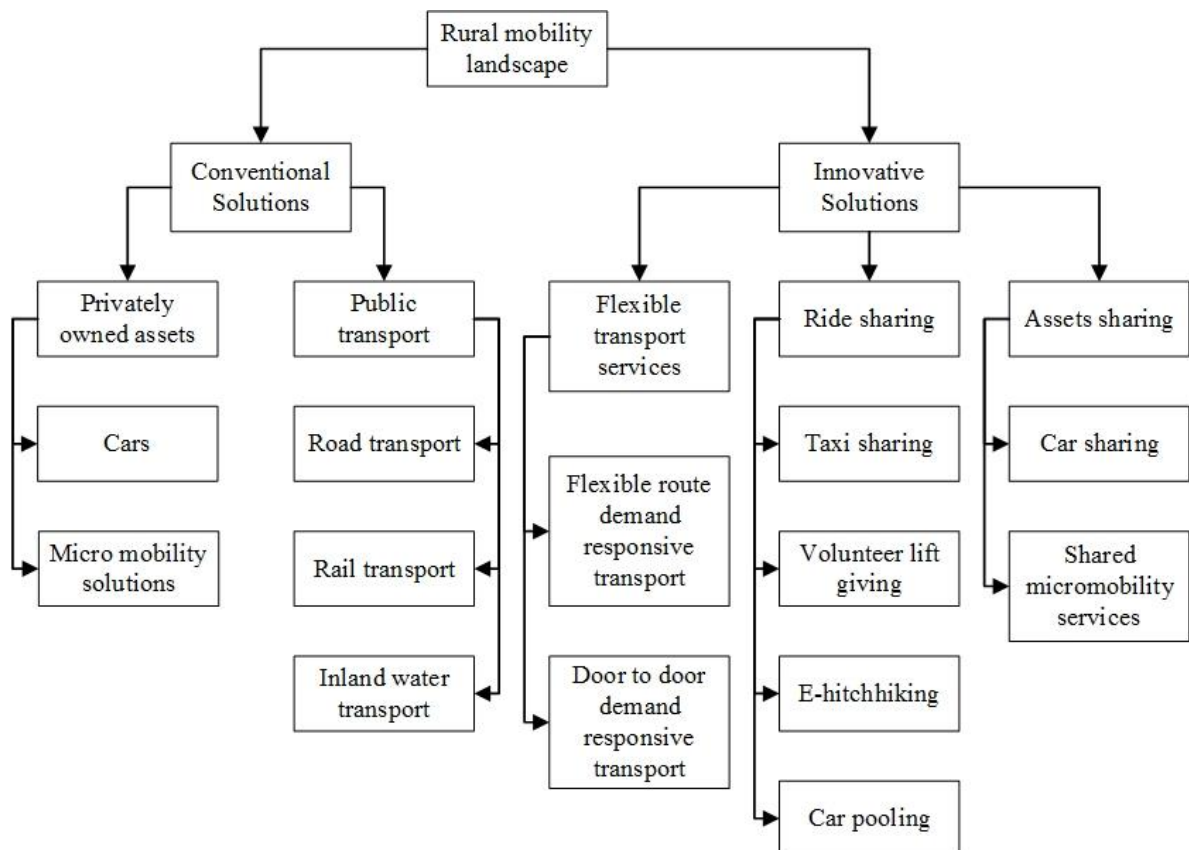 Rural mobility
landscape
Conventional
Solutions
Innovative
Solutions
Privately
owned assets
Public
transport
Flexible
transport
services
Ride sharing
Assets sharing
Cars
Road transport
Flexible route
demand
responsive
transport
Taxi sharing
Car sharing
Micro mobility
solutions
Rail transport
Volunteer lift
giving
Shared
micromobility
services
Inland water
transport
Door to door
demand
responsive
transport
E-hitchhiking
Car pooling